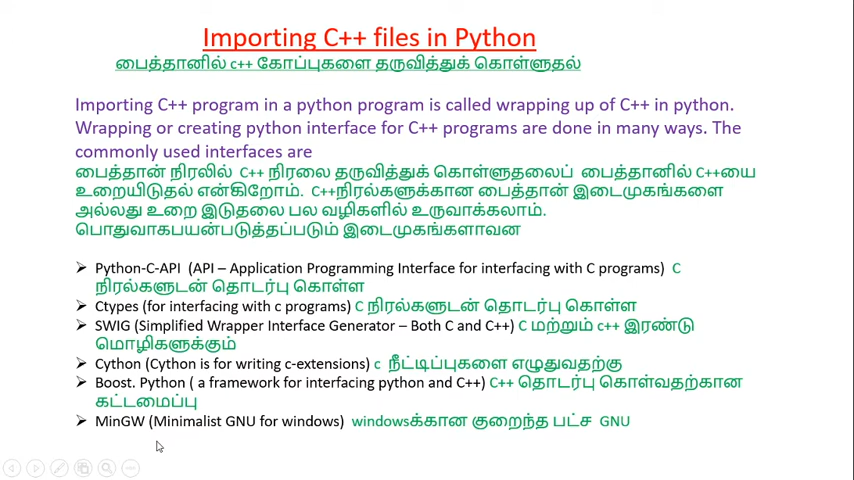 Importing C++ files in Python
பைத்தானில் c++ கோப்புகளை தருவித்துக் கொள்ளுதல்
Importing C++ program in a python program is called wrapping up of C++ in python.
Wrapping or creating python interface for C++ programs are done in many ways. The
commonly used interfaces are
பைத்தான் நிரலில் C++ நிரலை தருவித்துக் கொள்ளுதலைப் பைத்தானில் C++யை
உறையிடுதல் என்கிறோம். C++நிரல்களுக்கான பைத்தான் இடைமுகங்களை
அல்லது உறை இடுதலை பல வழிகளில் உருவாக்கலாம்.
பொதுவாகபயன்படுத்தப்படும் இடைமுகங்களாவன
➢ Python-C-API (API – Application Programming Interface for interfacing with C programs) C
நிரல்களுடன் தொடர்பு கொள்ள
➢ Ctypes (for interfacing with c programs) C நிரல்களுடன் தொடர்பு கொள்ள
➢ SWIG (Simplified Wrapper Interface Generator – Both C and C++) C மற்றும் c++ இரண்டு
மொழிகளுக்கும்
➢ Cython (Cython is for writing c-extensions) c நீட்டிப்புகளை எழுதுவதற்கு
➢ Boost. Python ( a framework for interfacing python and C++) C++ தொடர்பு கொள்வதற்கான
கட்டமைப்பு
➢ MinGW (Minimalist GNU for windows) windowsக்கான குறைந்த பட்ச GNU